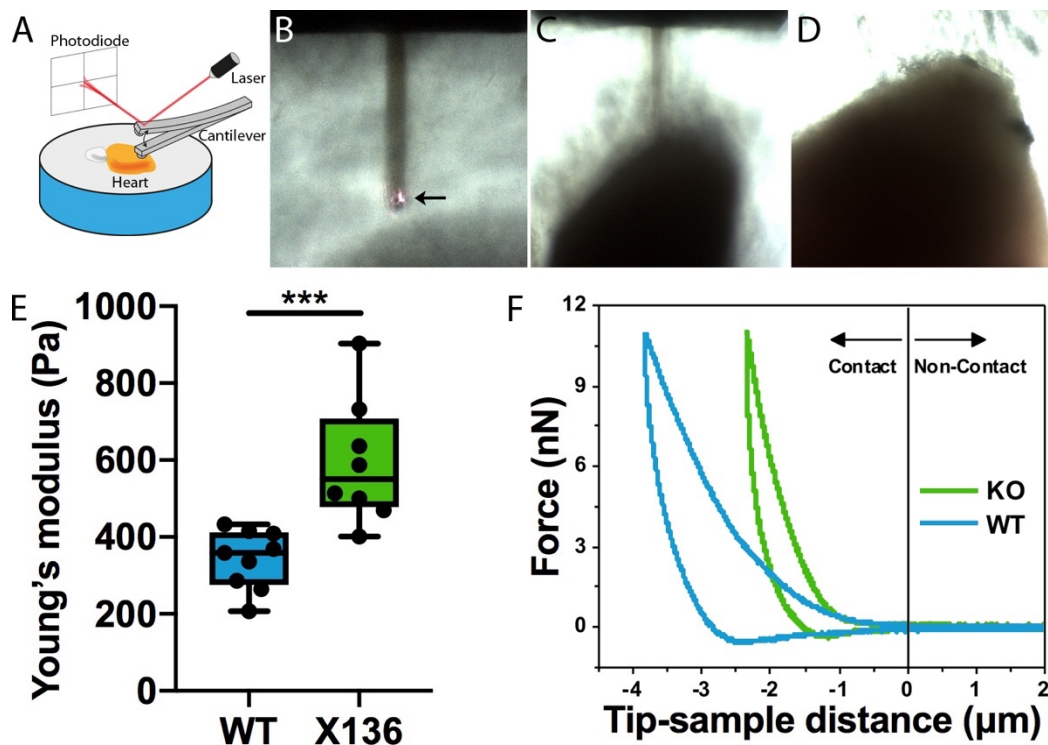 A
Photodiode
Laser
Cantilever
Heart
B
C
D
E
Young's modulus (Pa)
1000
800
600
400
200
0
***
WT
X136
F
Force (nN)
12
9
6
3
0
Contact
Non-Contact
KO
WT
-4
-3
-2
-1
0
1
2
Tip-sample distance (μm)